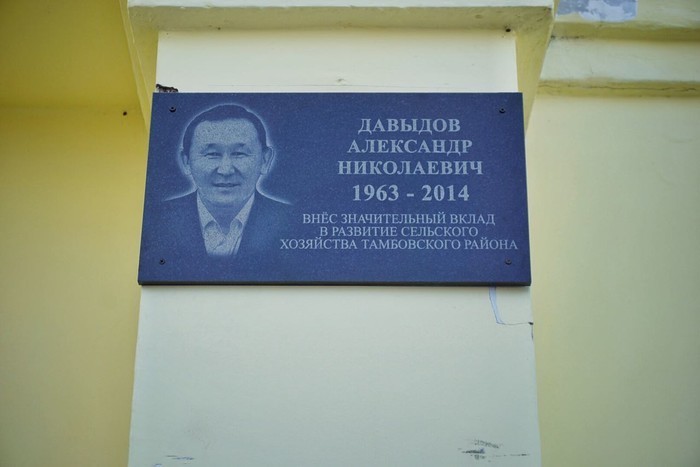 ДАВЫДОВ
АЛЕКСАНДР
НИКОЛАЕВИЧ
1963 - 2014
ВНЁС ЗНАЧИТЕЛЬНЫЙ ВКЛАД
В РАЗВИТИЕ СЕЛЬСКОГО
ХОЗЯЙСТВА ТАМБОВСКОГО РАЙОНА